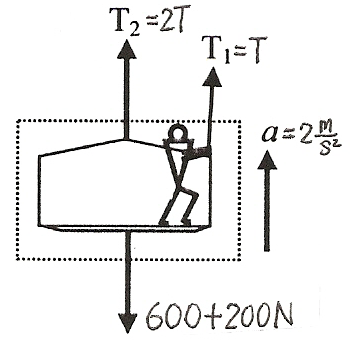 T₂=2T
T₁=T
a=2 m/s²
600+200N